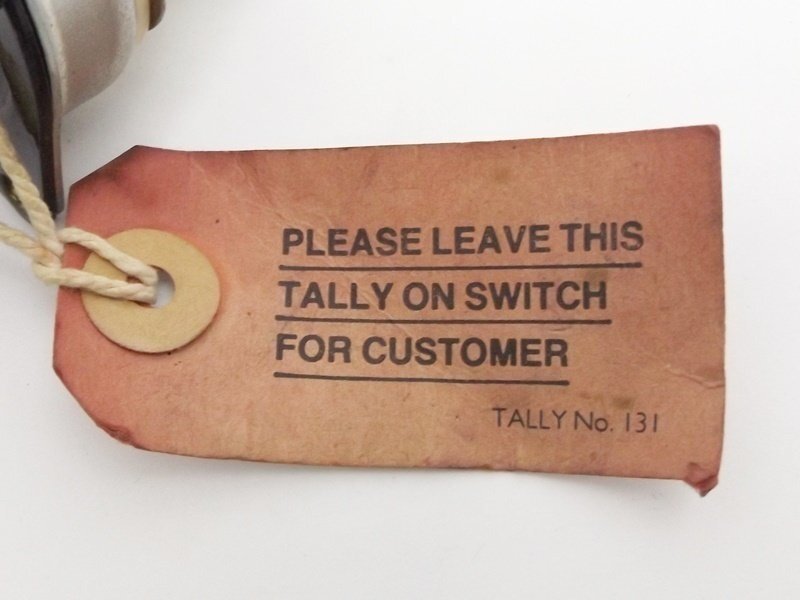 PLEASE LEAVE THIS
TALLY ON SWITCH
FOR CUSTOMER
TALLY No. 131